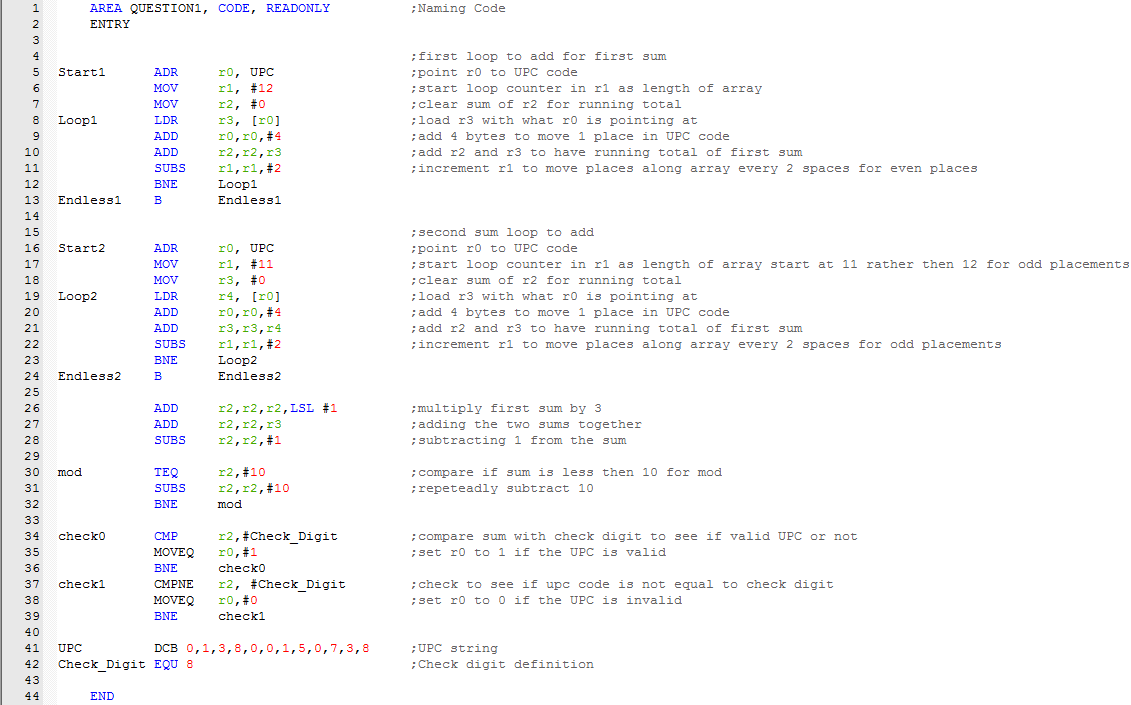 1 AREA QUESTION1, CODE, READONLY ;Naming Code
2 ENTRY
3
4 ;first loop to add for first sum
5 Start1 ADR r0, UPC ;point r0 to UPC code
6 MOV r1, #12 ;start loop counter in r1 as length of array
7 MOV r2, #0 ;clear sum of r2 for running total
8 Loop1 LDR r3, [r0] ;load r3 with what r0 is pointing at
9 ADD r0,r0,#4 ;add 4 bytes to move 1 place in UPC code
10 ADD r2,r2,r3 ;add r2 and r3 to have running total of first sum
11 SUBS r1,r1,#2 ;increment r1 to move places along array every 2 spaces for even places
12 BNE Loop1
13 Endless1 B Endless1
14
15 ;second sum loop to add
16 Start2 ADR r0, UPC ;point r0 to UPC code
17 MOV r1, #11 ;start loop counter in r1 as length of array start at 11 rather then 12 for odd placements
18 MOV r3, #0 ;clear sum of r2 for running total
19 Loop2 LDR r4, [r0] ;load r3 with what r0 is pointing at
20 ADD r0,r0,#4 ;add 4 bytes to move 1 place in UPC code
21 ADD r3,r3,r4 ;add r2 and r3 to have running total of first sum
22 SUBS r1,r1,#2 ;increment r1 to move places along array every 2 spaces for odd placements
23 BNE Loop2
24 Endless2 B Endless2
25
26 ADD r2,r2,r2,LSL #1 ;multiply first sum by 3
27 ADD r2,r2,r3 ;adding the two sums together
28 SUBS r2,r2,#1 ;subtracting 1 from the sum
29
30 mod TEQ r2,#10 ;compare if sum is less then 10 for mod
31 SUBS r2,r2,#10 ;repeteadly subtract 10
32 BNE mod
33
34 check0 CMP r2,#Check_Digit ;compare sum with check digit to see if valid UPC or not
35 MOVEQ r0,#1 ;set r0 to 1 if the UPC is valid
36 BNE check0
37 check1 CMPNE r2, #Check_Digit ;check to see if upc code is not equal to check digit
38 MOVEQ r0,#0 ;set r0 to 0 if the UPC is invalid
39 BNE check1
40
41 UPC DCB 0,1,3,8,0,0,1,5,0,7,3,8 ;UPC string
42 Check_Digit EQU 8 ;Check digit definition
43
44 END